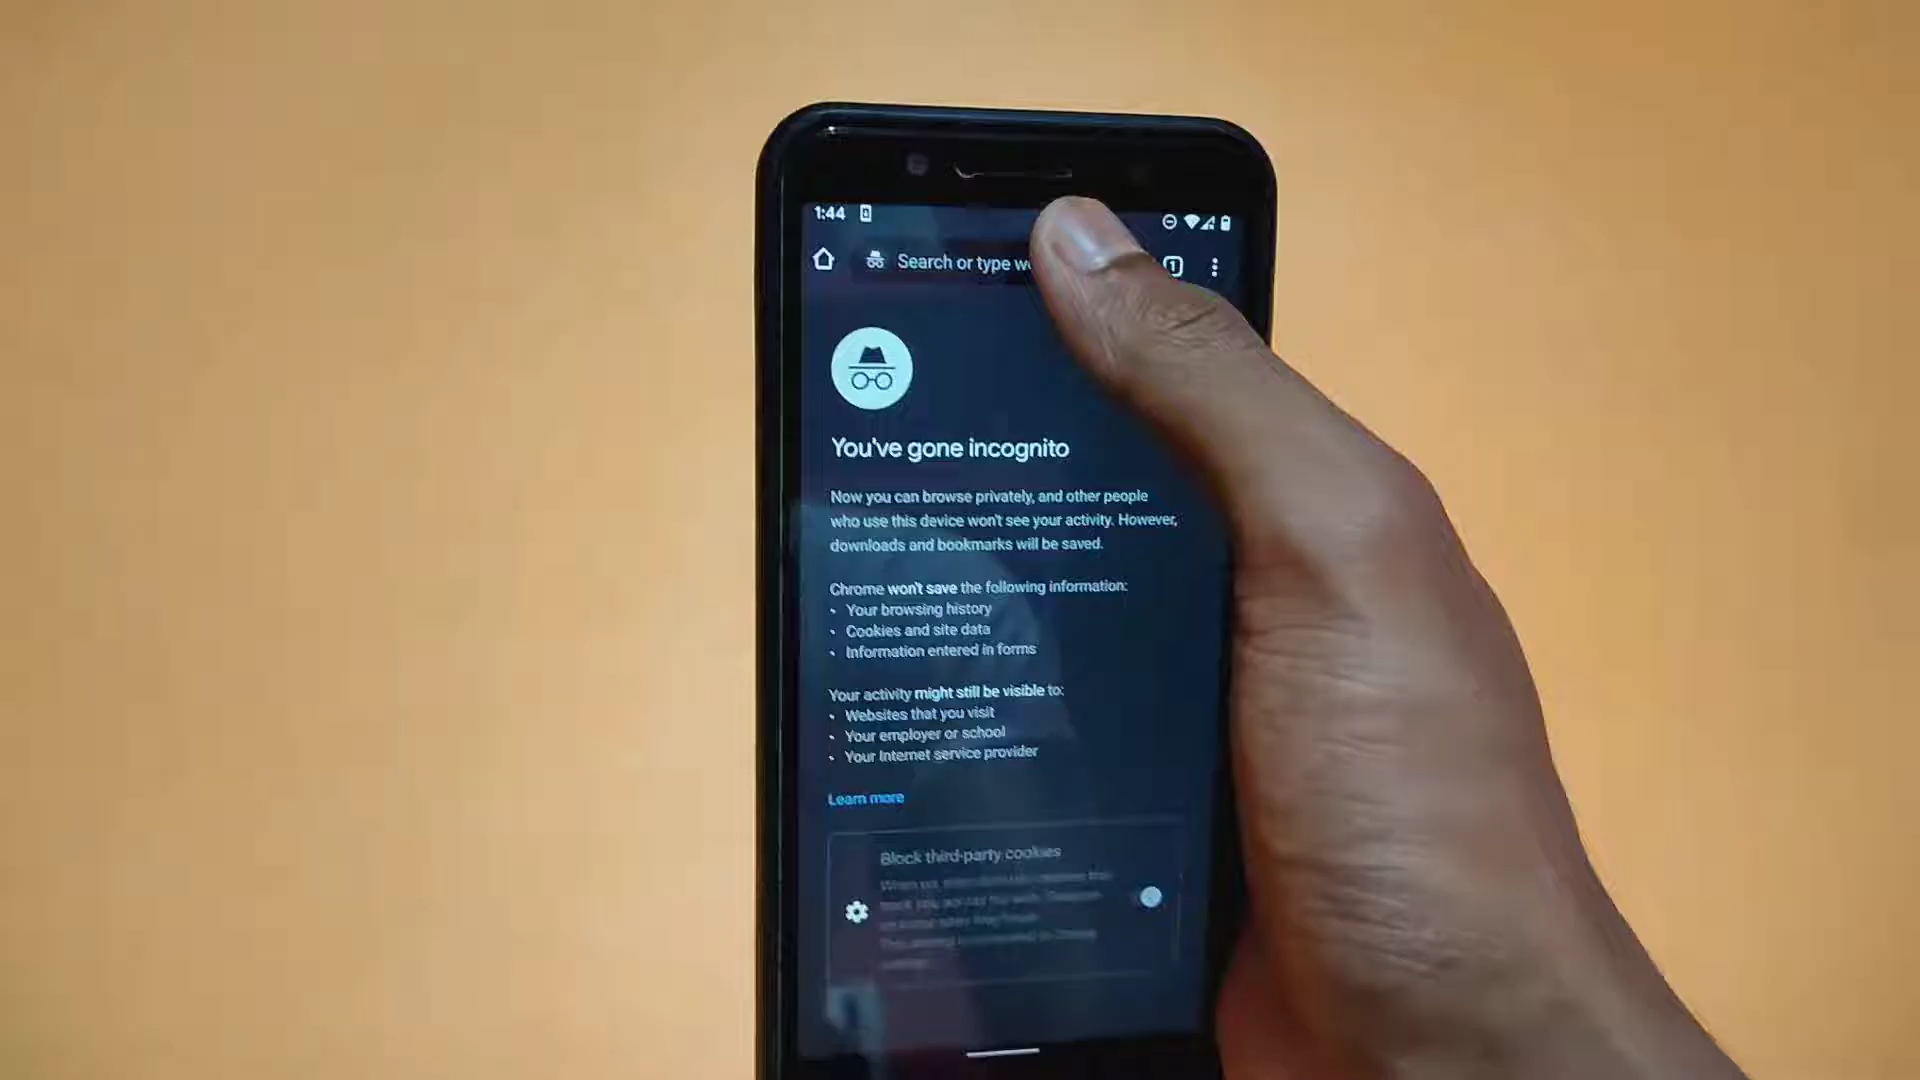 1:44
Search or type w
1
You've gone incognito
Now you can browse privately, and other people
who use this device won't see your activity. However,
downloads and bookmarks will be saved.
Chrome won't save the following information:
• Your browsing history
• Cookies and site data
• Information entered in forms
Your activity might still be visible to:
• Websites that you visit
• Your employer or school
• Your Internet service provider
Learn more
Block third-party cookies